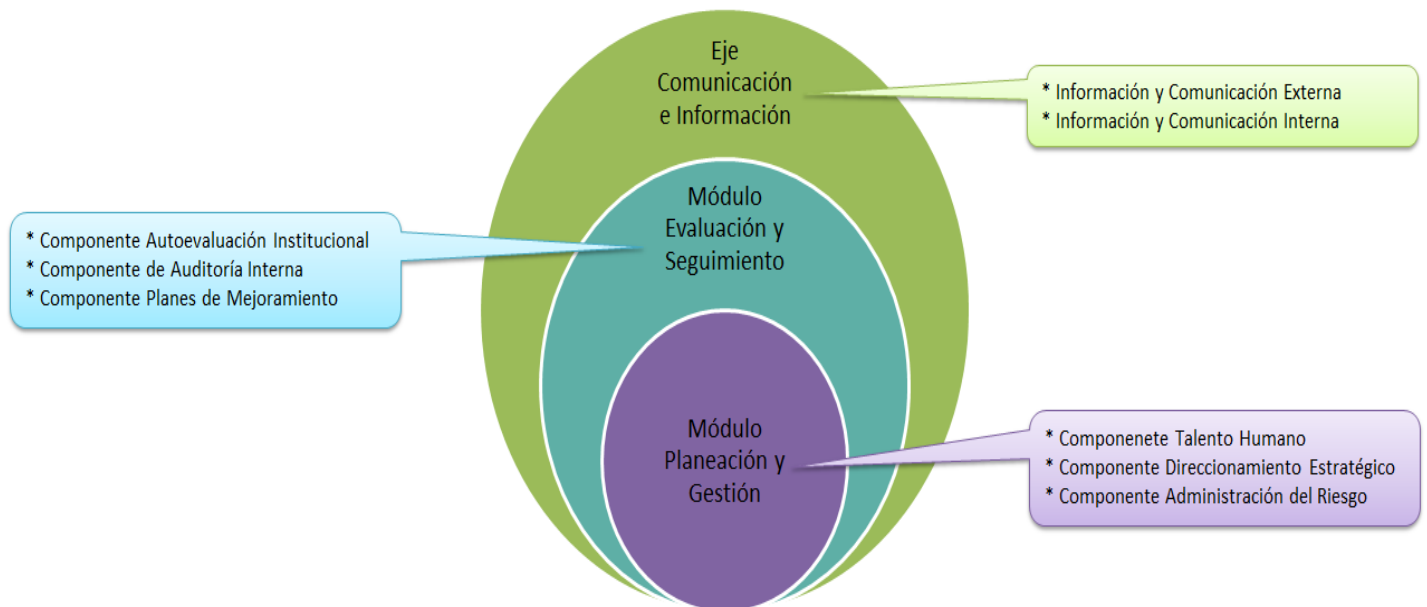 Eje
Comunicación
e Información
* Información y Comunicación Externa
* Información y Comunicación Interna
Módulo
Evaluación y
Seguimiento
* Componente Autoevaluación Institucional
* Componente de Auditoría Interna
* Componente Planes de Mejoramiento
Módulo
Planeación y
Gestión
* Componenete Talento Humano
* Componente Direccionamiento Estratégico
* Componente Administración del Riesgo